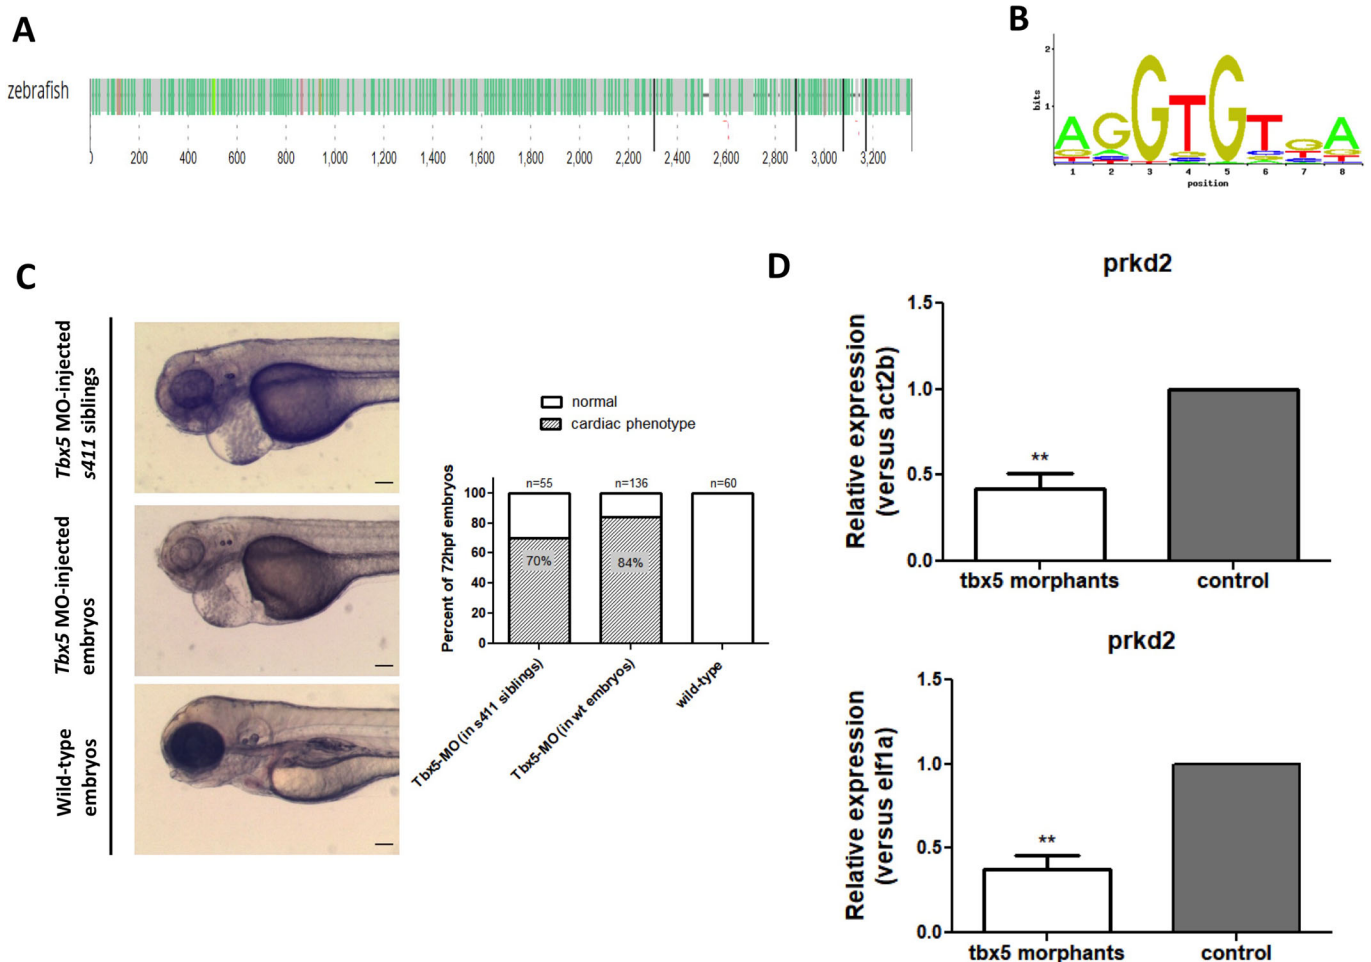 A
zebrafish
0 200 400 600 800 1,000 1,200 1,400 1,600 1,800 2,000 2,200 2,400 2,600 2,800 3,000 3,200
B
2
1
bits
AGGTGTGA
1 2 3 4 5 6 7 8
position
C
Tbx5 MO-injected
s411 siblings
Tbx5 MO-injected
embryos
Wild-type
embryos
normal
cardiac phenotype
Percent of 72hpf embryos
n=55 n=136 n=60
100
80
60
40
20
0
70% 84%
Tbx5-MO (in s411 siblings)
Tbx5-MO (in wt embryos)
wild-type
D
prkd2
Relative expression
(versus act2b)
1.5
1.0
0.5
0.0
**
tbx5 morphants control
prkd2
Relative expression
(versus elf1a)
1.5
1.0
0.5
0.0
**
tbx5 morphants control